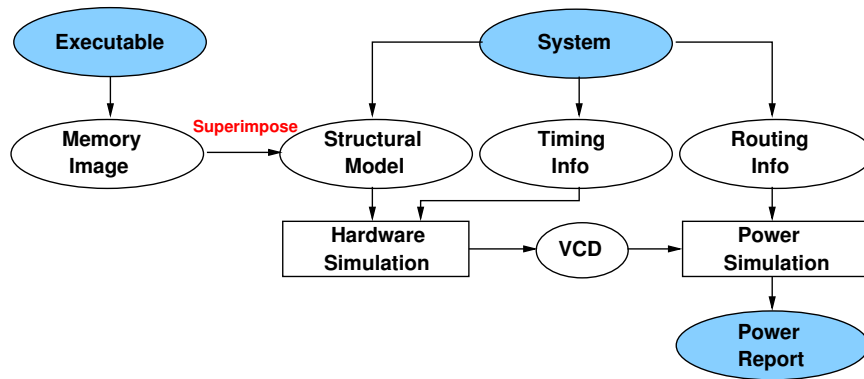 Executable
System
Superimpose
Memory
Image
Structural
Model
Timing
Info
Routing
Info
Hardware
Simulation
VCD
Power
Simulation
Power
Report